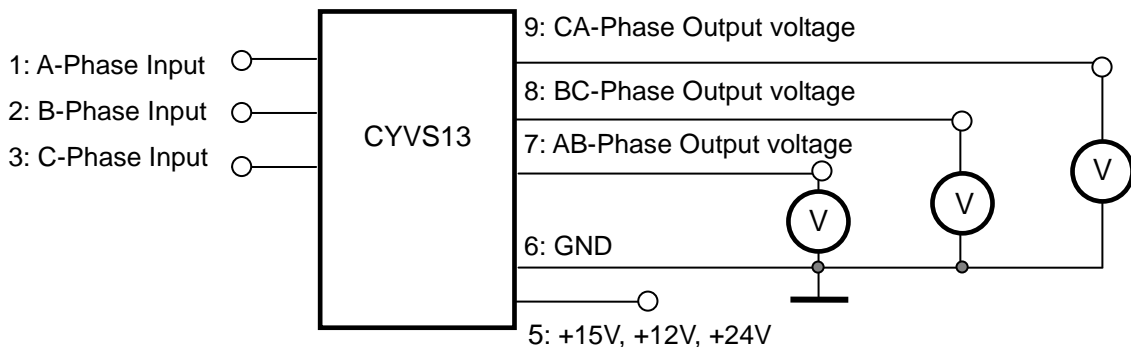 9: CA-Phase Output voltage
1: A-Phase Input
8: BC-Phase Output voltage
2: B-Phase Input
CYVS13
7: AB-Phase Output voltage
3: C-Phase Input
V
V
V
6: GND
5: +15V, +12V, +24V